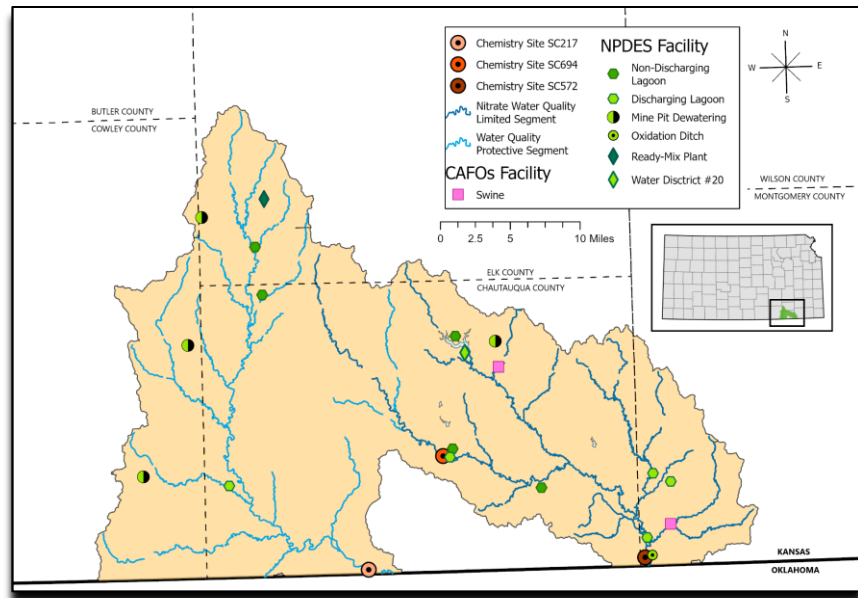 Chemistry Site SC217
Chemistry Site SC694
Chemistry Site SC572
Nitrate Water Quality
Limited Segment
Water Quality
Protective Segment
CAFOs Facility
Swine
NPDES Facility
Non-Discharging
Lagoon
Discharging Lagoon
Mine Pit Dewatering
Oxidation Ditch
Ready-Mix Plant
Water Disctrict #20
N
W E
S
BUTLER COUNTY
COWLEY COUNTY
WILSON COUNTY
MONTGOMERY COUNTY
0 2.5 5 10 Miles
ELK COUNTY
CHAUTAUQUA COUNTY
KANSAS
OKLAHOMA